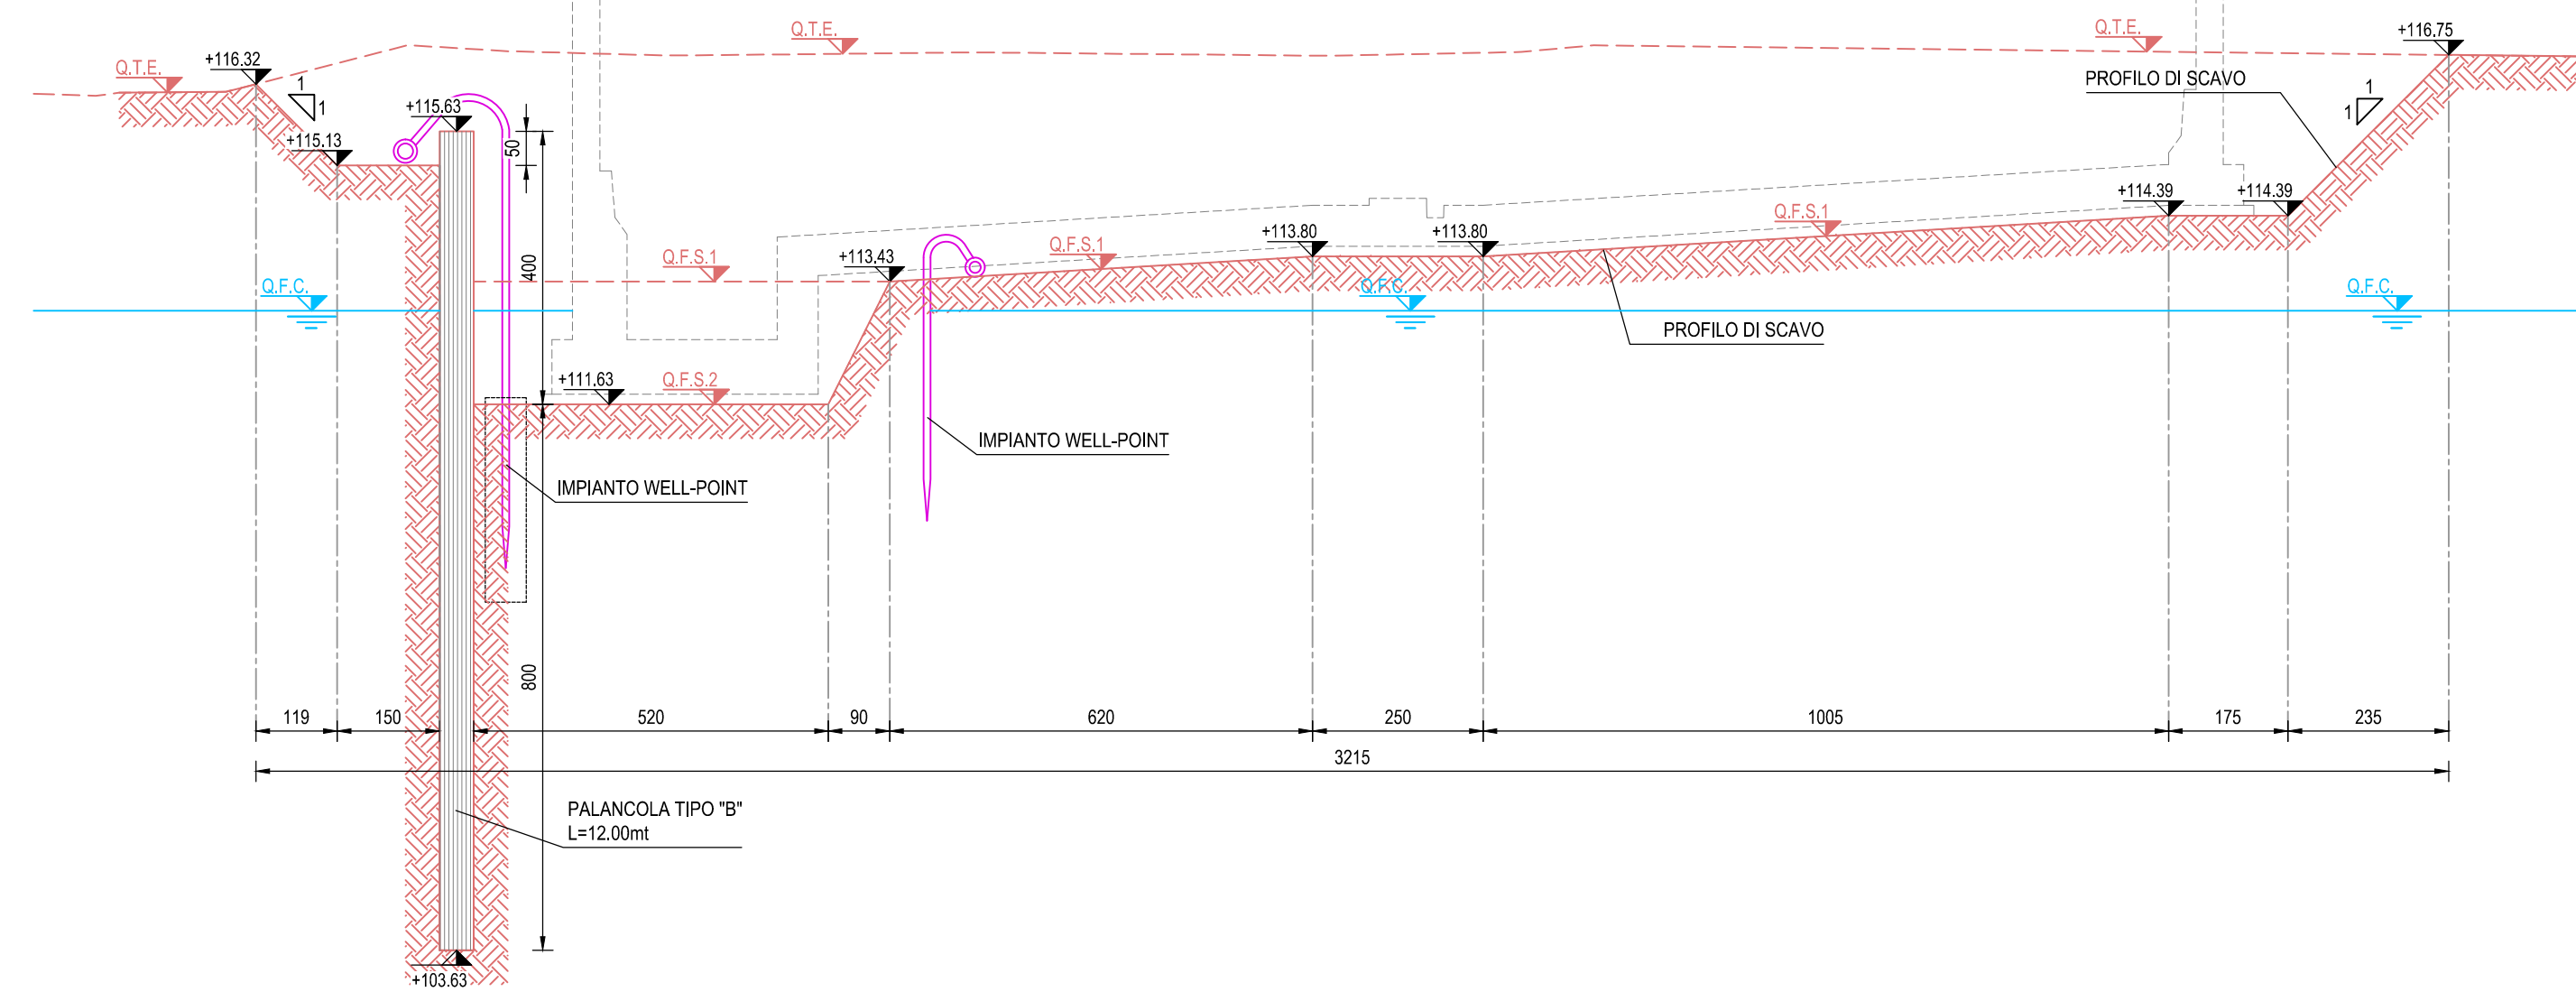 Q.T.E.
Q.T.E.
+116.75
+116.32
Q.T.E.
PROFILO DI SCAVO
1
1
1
1
+115.63
50
+115.13
+114.39
+114.39
Q.F.S.1
+113.80
+113.80
Q.F.S.1
+113.43
Q.F.S.1
400
Q.F.C.
Q.F.C.
Q.F.C.
PROFILO DI SCAVO
+111.63
Q.F.S.2
IMPIANTO WELL-POINT
IMPIANTO WELL-POINT
800
119
150
520
90
620
250
1005
175
235
3215
PALANCOLA TIPO "B"
L=12.00mt
+103.63